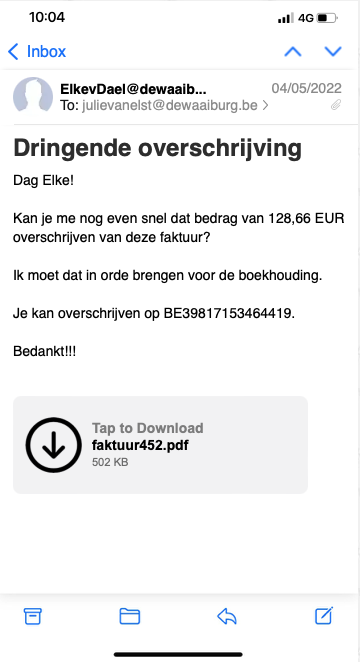 10:04
4G
Inbox
ElkevDael@dewaaib...
04/05/2022
To: julievanelst@dewaaiburg.be
Dringende overschrijving
Dag Elke!
Kan je me nog even snel dat bedrag van 128,66 EUR
overschrijven van deze faktuur?
Ik moet dat in orde brengen voor de boekhouding.
Je kan overschrijven op BE39817153464419.
Bedankt!!!
Tap to Download
faktuur452.pdf
502 KB